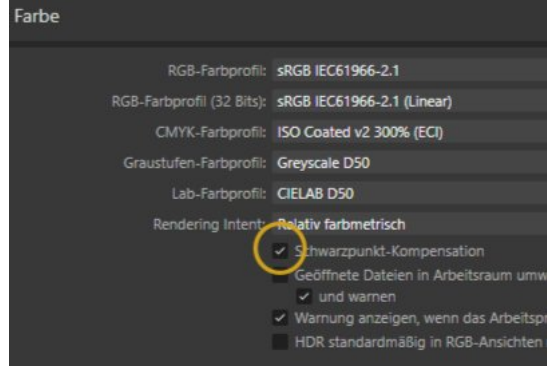 Farbe
RGB-Farbprofil: sRGB IEC61966-2.1
RGB-Farbprofil (32 Bits): sRGB IEC61966-2.1 (Linear)
CMYK-Farbprofil: ISO Coated v2 300% (ECI)
Graustufen-Farbprofil: Greyscale D50
Lab-Farbprofil: CIELAB D50
Rendering Intent: Relativ farbmetrisch
Schwarzpunkt-Kompensation
Geöffnete Dateien in Arbeitsraum umw
und warnen
Warnung anzeigen, wenn das Arbeitspr
HDR standardmäßig in RGB-Ansichten